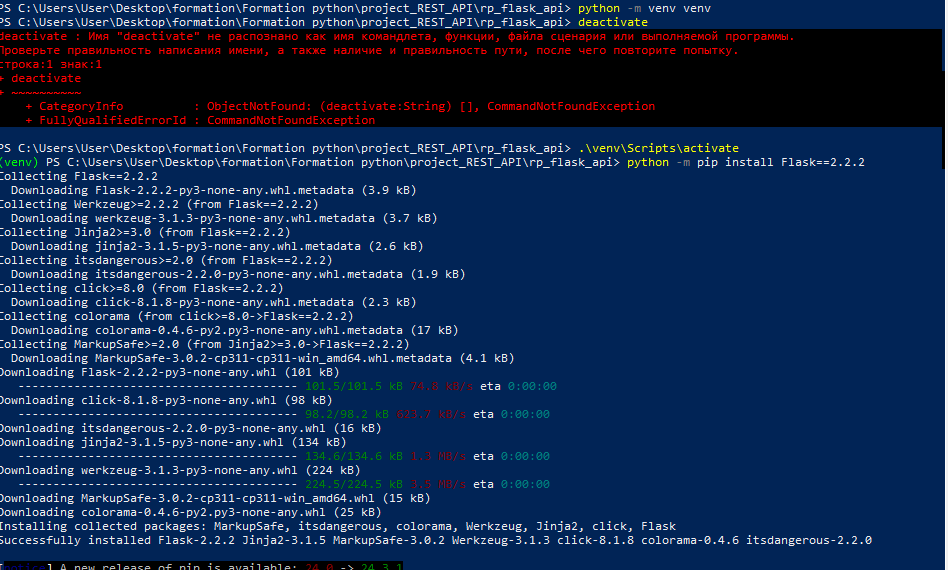 PS C:\Users\User\Desktop\formation\Formation python\project_REST_API\rp_flask_api> python -m venv venv
PS C:\Users\User\Desktop\formation\Formation python\project_REST_API\rp_flask_api> deactivate
deactivate : Имя "deactivate" не распознано как имя командлета, функции, файла сценария или выполняемой программы.
Проверьте правильность написания имени, а также наличие и правильность пути, после чего повторите попытку.
строка:1 знак:1
+ deactivate
+ ~~~~~~~~~~
+ CategoryInfo : ObjectNotFound: (deactivate:String) [], CommandNotFoundException
+ FullyQualifiedErrorId : CommandNotFoundException
PS C:\Users\User\Desktop\formation\Formation python\project_REST_API\rp_flask_api> .\venv\Scripts\activate
(venv) PS C:\Users\User\Desktop\formation\Formation python\project_REST_API\rp_flask_api> python -m pip install Flask==2.2.2
Collecting Flask==2.2.2
Downloading Flask-2.2.2-py3-none-any.whl.metadata (3.9 kB)
Collecting Werkzeug>=2.2.2 (from Flask==2.2.2)
Downloading werkzeug-3.1.3-py3-none-any.whl.metadata (3.7 kB)
Collecting Jinja2>=3.0 (from Flask==2.2.2)
Downloading jinja2-3.1.5-py3-none-any.whl.metadata (2.6 kB)
Collecting itsdangerous>=2.0 (from Flask==2.2.2)
Downloading itsdangerous-2.2.0-py3-none-any.whl.metadata (1.9 kB)
Collecting click>=8.0 (from Flask==2.2.2)
Downloading click-8.1.8-py3-none-any.whl.metadata (2.3 kB)
Collecting colorama (from click>=8.0->Flask==2.2.2)
Downloading colorama-0.4.6-py2.py3-none-any.whl.metadata (17 kB)
Collecting MarkupSafe>=2.0 (from Jinja2>=3.0->Flask==2.2.2)
Downloading MarkupSafe-3.0.2-cp311-cp311-win_amd64.whl.metadata (4.1 kB)
Downloading Flask-2.2.2-py3-none-any.whl (101 kB)
---------------------------------------- 101.5/101.5 kB 74.8 kB/s eta 0:00:00
Downloading click-8.1.8-py3-none-any.whl (98 kB)
---------------------------------------- 98.2/98.2 kB 623.7 kB/s eta 0:00:00
Downloading itsdangerous-2.2.0-py3-none-any.whl (16 kB)
Downloading jinja2-3.1.5-py3-none-any.whl (134 kB)
---------------------------------------- 134.6/134.6 kB 1.3 MB/s eta 0:00:00
Downloading werkzeug-3.1.3-py3-none-any.whl (224 kB)
---------------------------------------- 224.5/224.5 kB 3.5 MB/s eta 0:00:00
Downloading MarkupSafe-3.0.2-cp311-cp311-win_amd64.whl (15 kB)
Downloading colorama-0.4.6-py2.py3-none-any.whl (25 kB)
Installing collected packages: MarkupSafe, itsdangerous, colorama, Werkzeug, Jinja2, click, Flask
Successfully installed Flask-2.2.2 Jinja2-3.1.5 MarkupSafe-3.0.2 Werkzeug-3.1.3 click-8.1.8 colorama-0.4.6 itsdangerous-2.2.0
[notice] A new release of pip is available: 24.0 -> 24.3.1